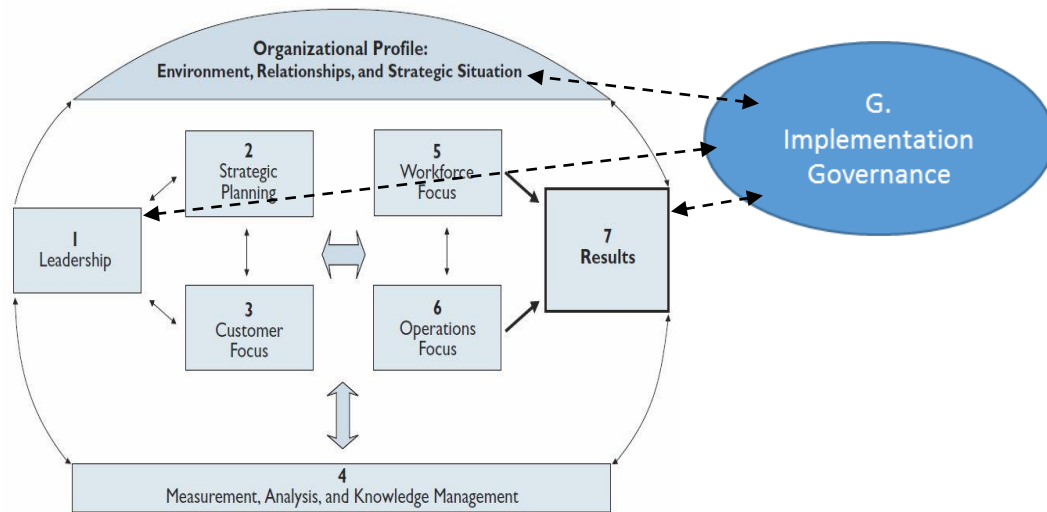 Organizational Profile:
Environment, Relationships, and Strategic Situation
G.
Implementation
Governance
2
Strategic
Planning
5
Workforce
Focus
1
Leadership
7
Results
3
Customer
Focus
6
Operations
Focus
4
Measurement, Analysis, and Knowledge Management